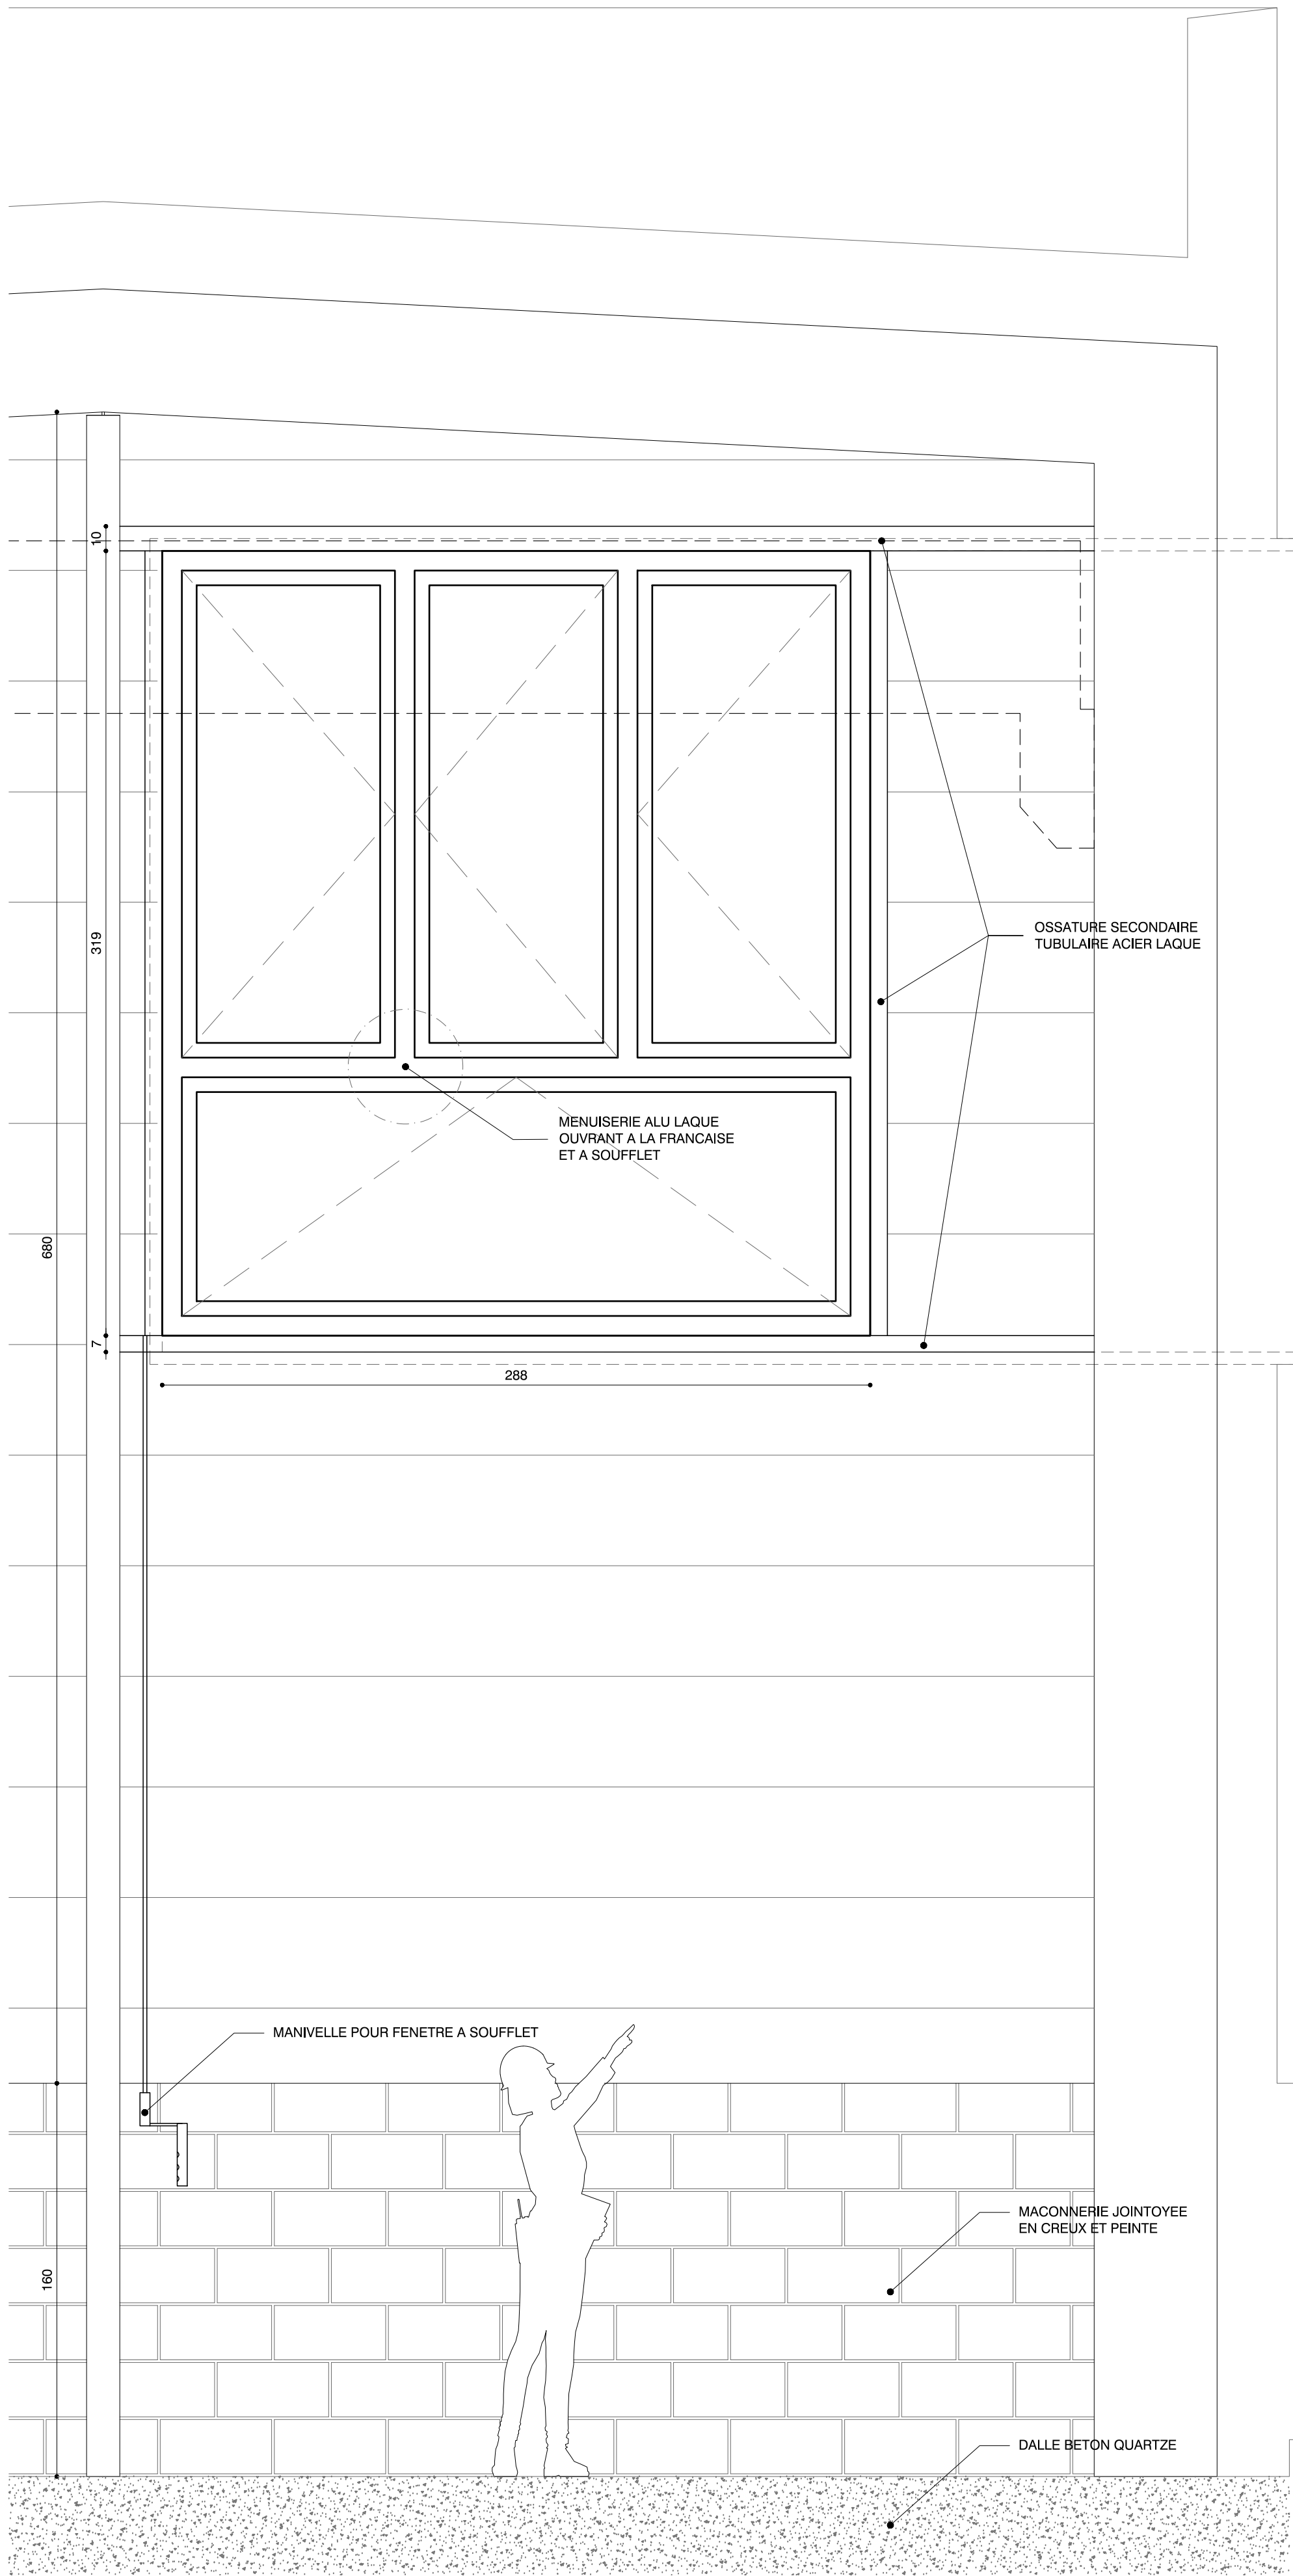 10
319
OSSATURE SECONDAIRE
TUBULAIRE ACIER LAQUE
MENUISERIE ALU LAQUE
OUVRANT A LA FRANCAISE
ET A SOUFFLET
680
7
288
MANIVELLE POUR FENETRE A SOUFFLET
MACONNERIE JOINTOYEE
EN CREUX ET PEINTE
160
DALLE BETON QUARTZE